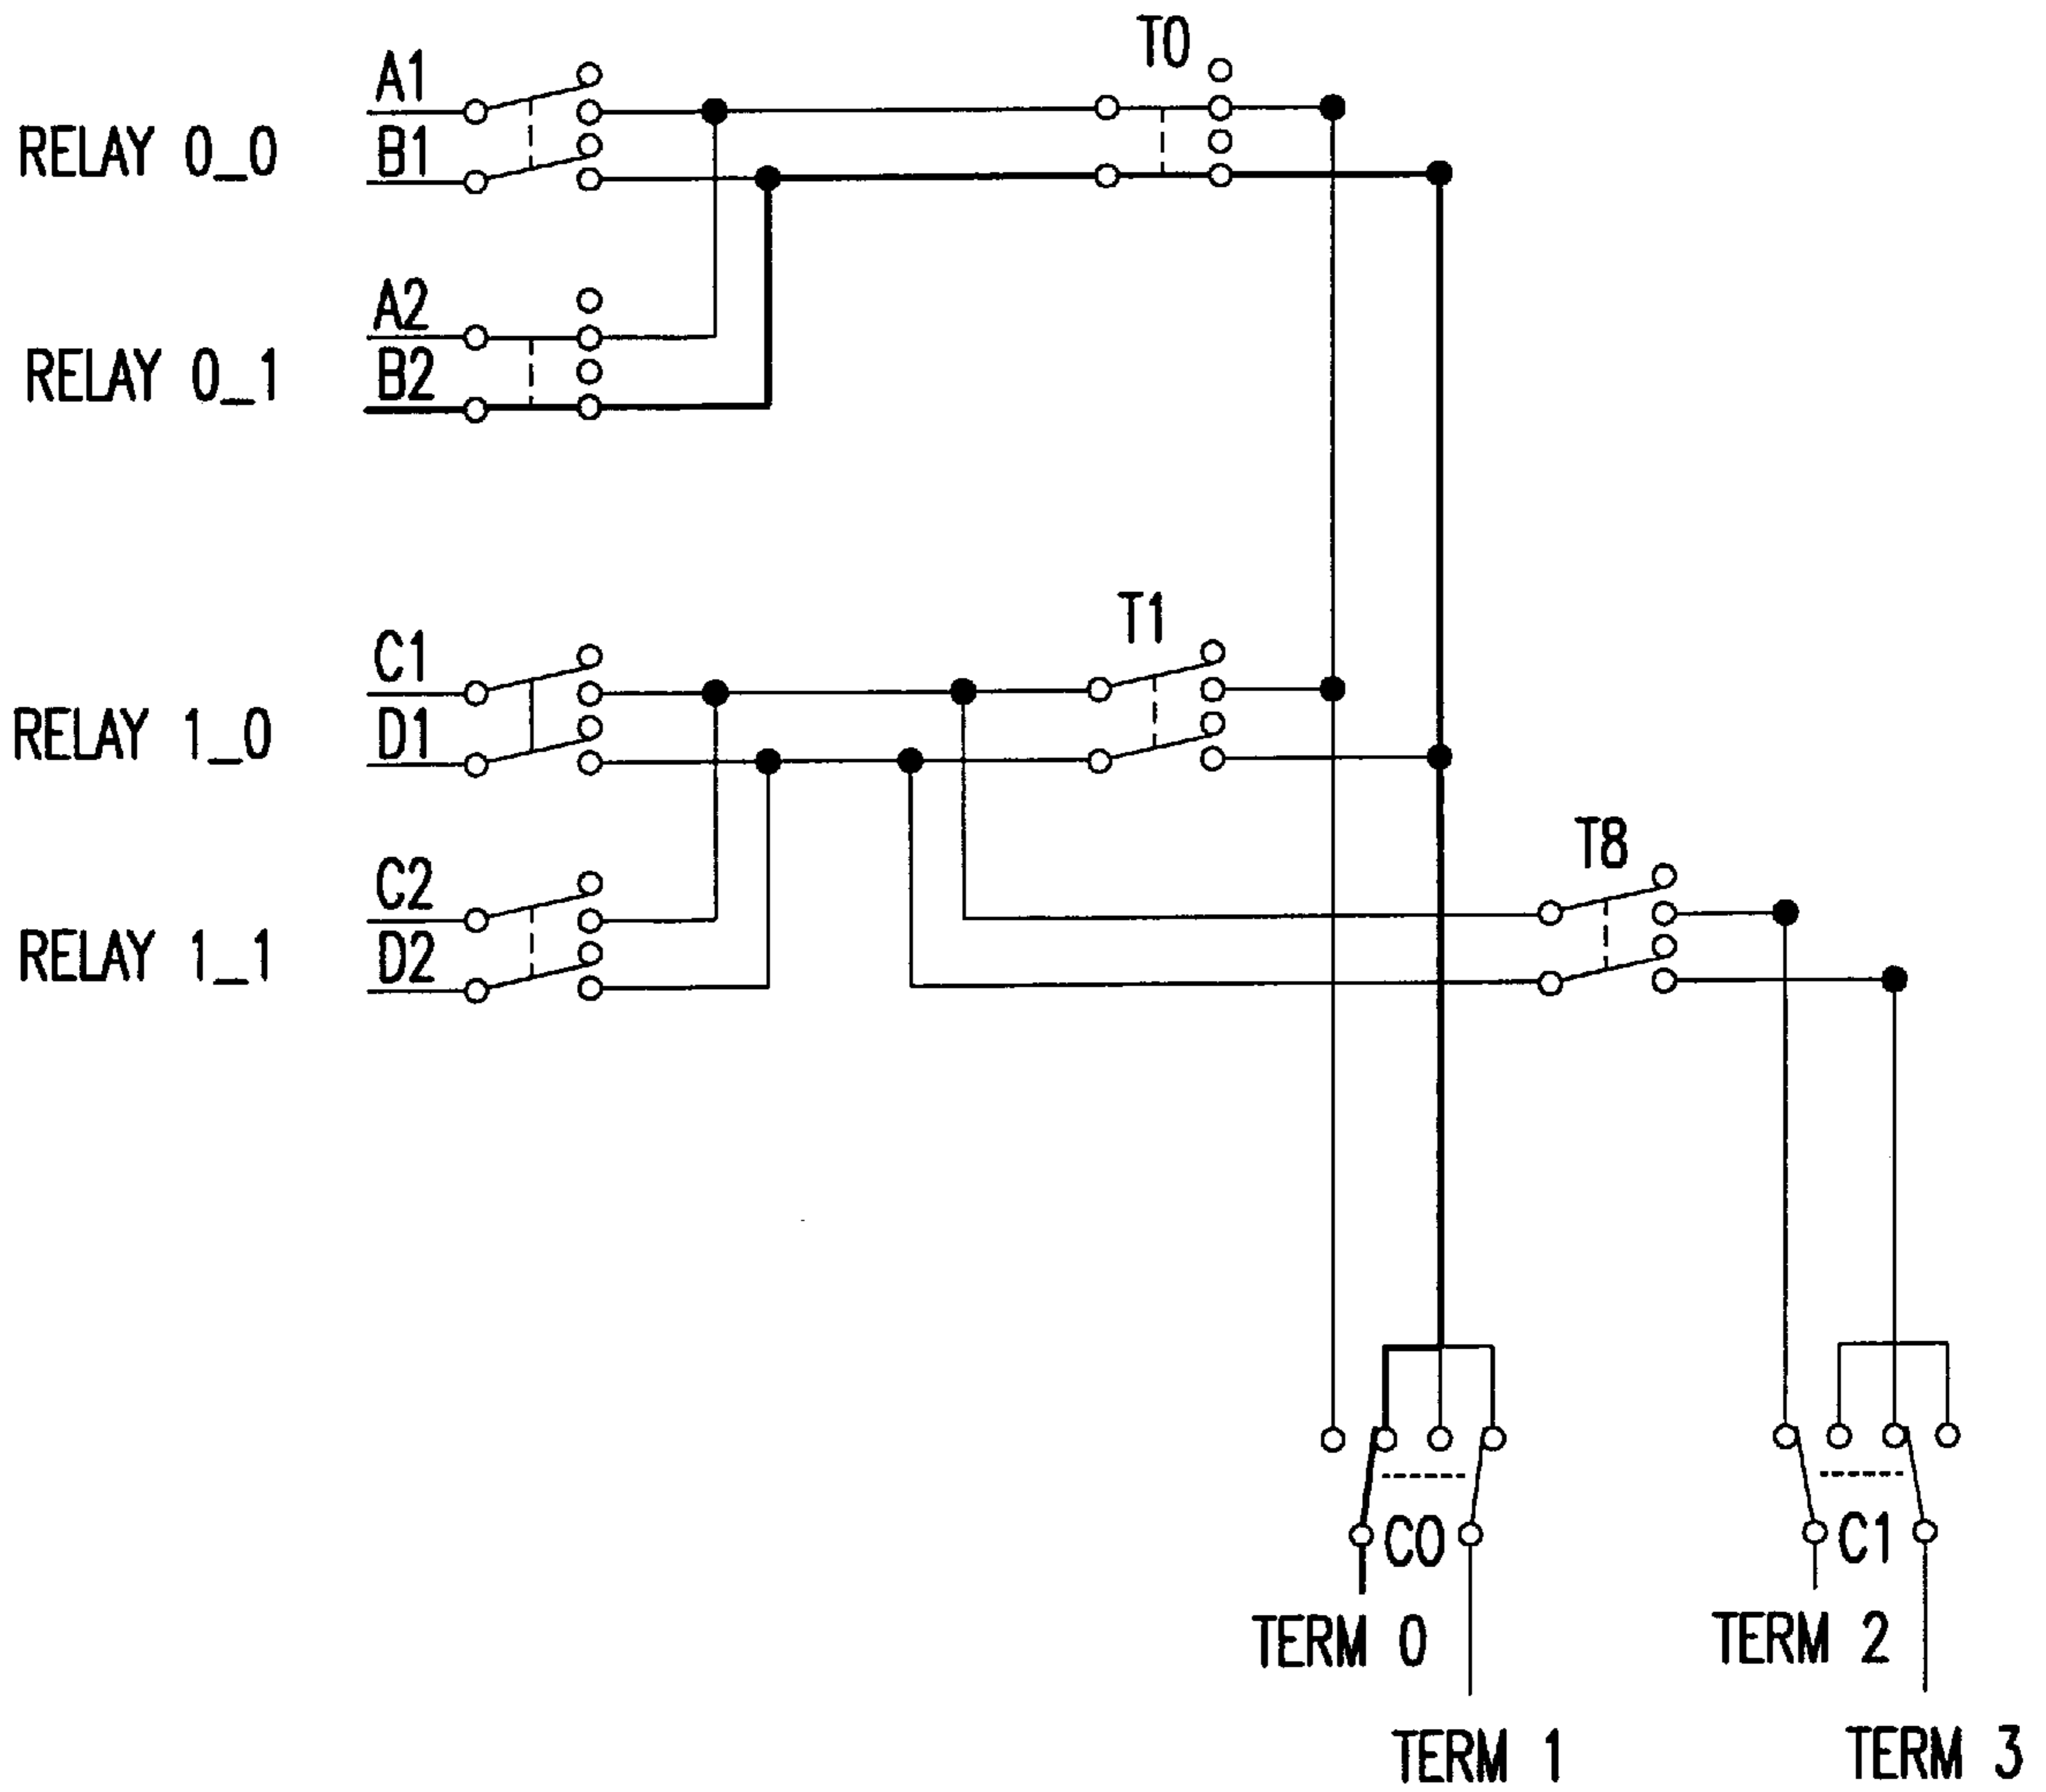 T0
A1
RELAY 0_0
B1
A2
RELAY 0_1
B2
T1
C1
RELAY 1_0
D1
T8
C2
RELAY 1_1
D2
C0
C1
TERM 0
TERM 2
TERM 1
TERM 3